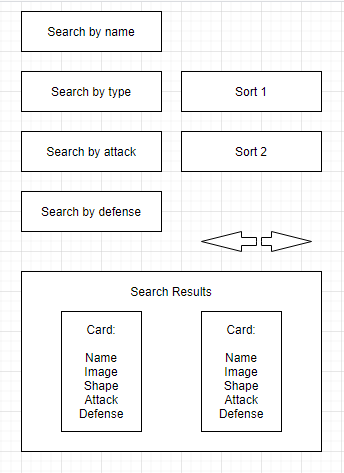 Search by name
Search by type
Sort 1
Search by attack
Sort 2
Search by defense
Search Results
Card:
Name
Image
Shape
Attack
Defense
Card:
Name
Image
Shape
Attack
Defense